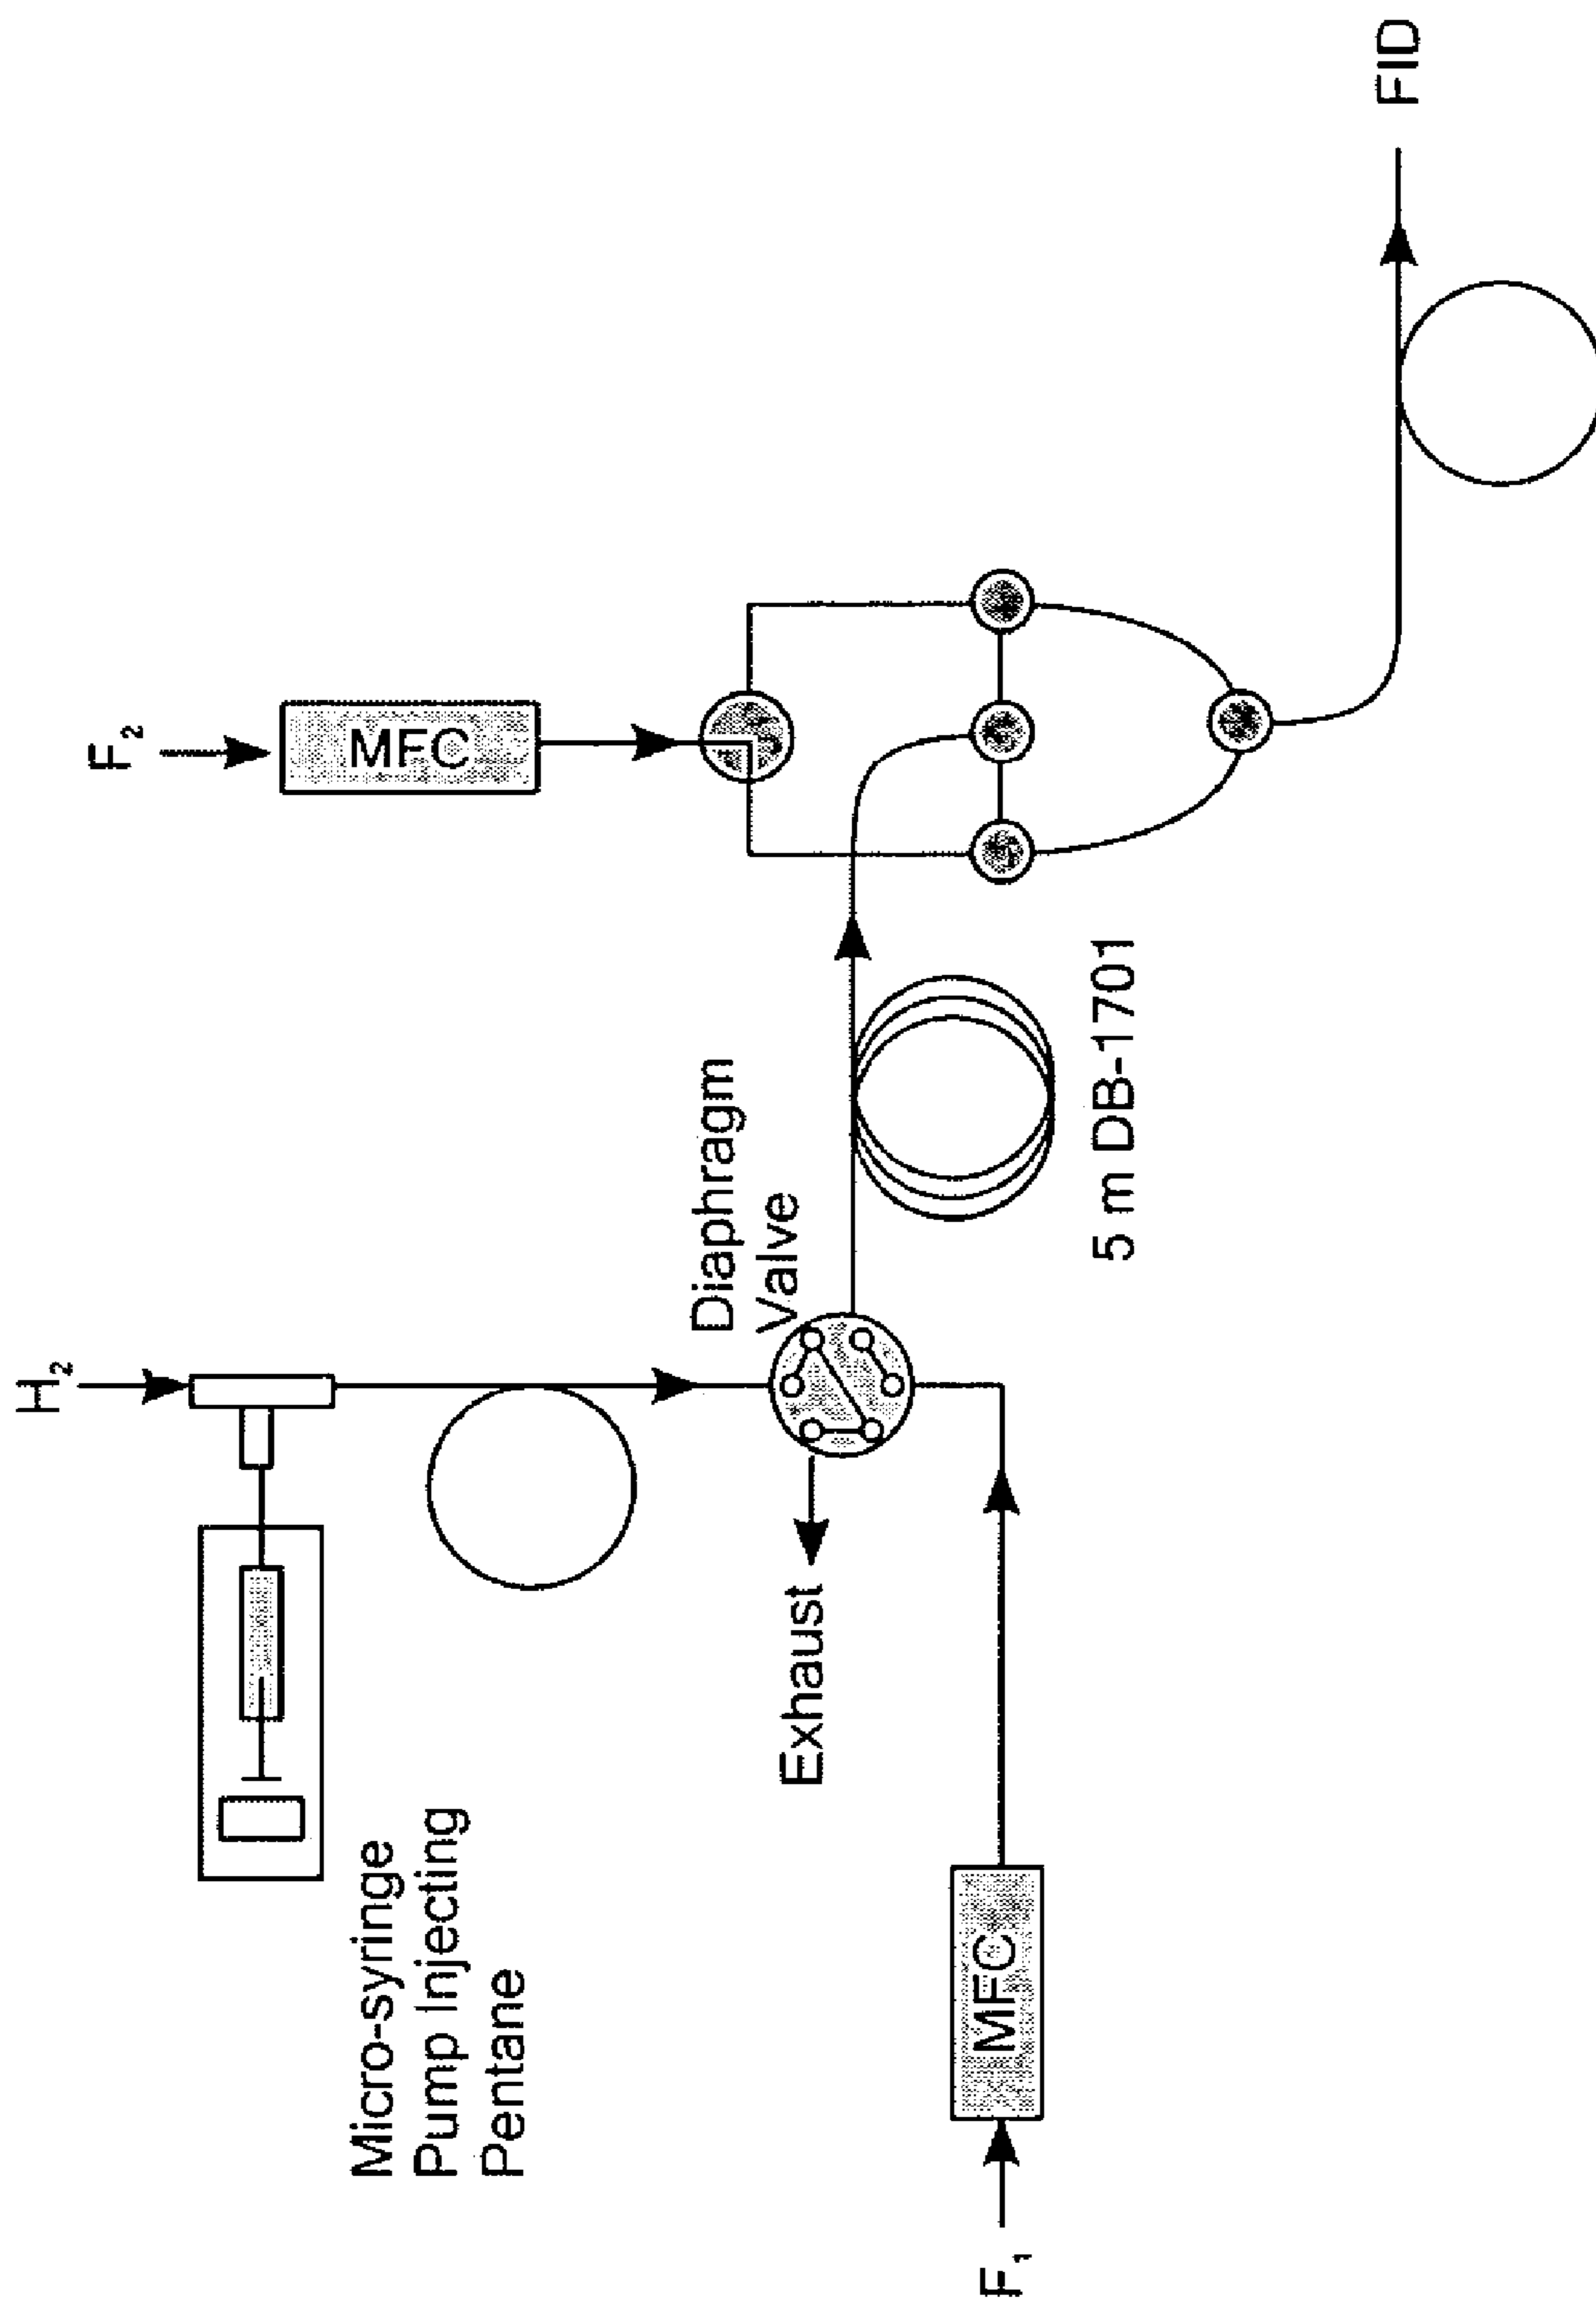 H₂
F₂
MFC
Micro-syringe
Pump Injecting
Pentane
Diaphragm
Valve
Exhaust
5 m DB-1701
F₁
MFC
FID